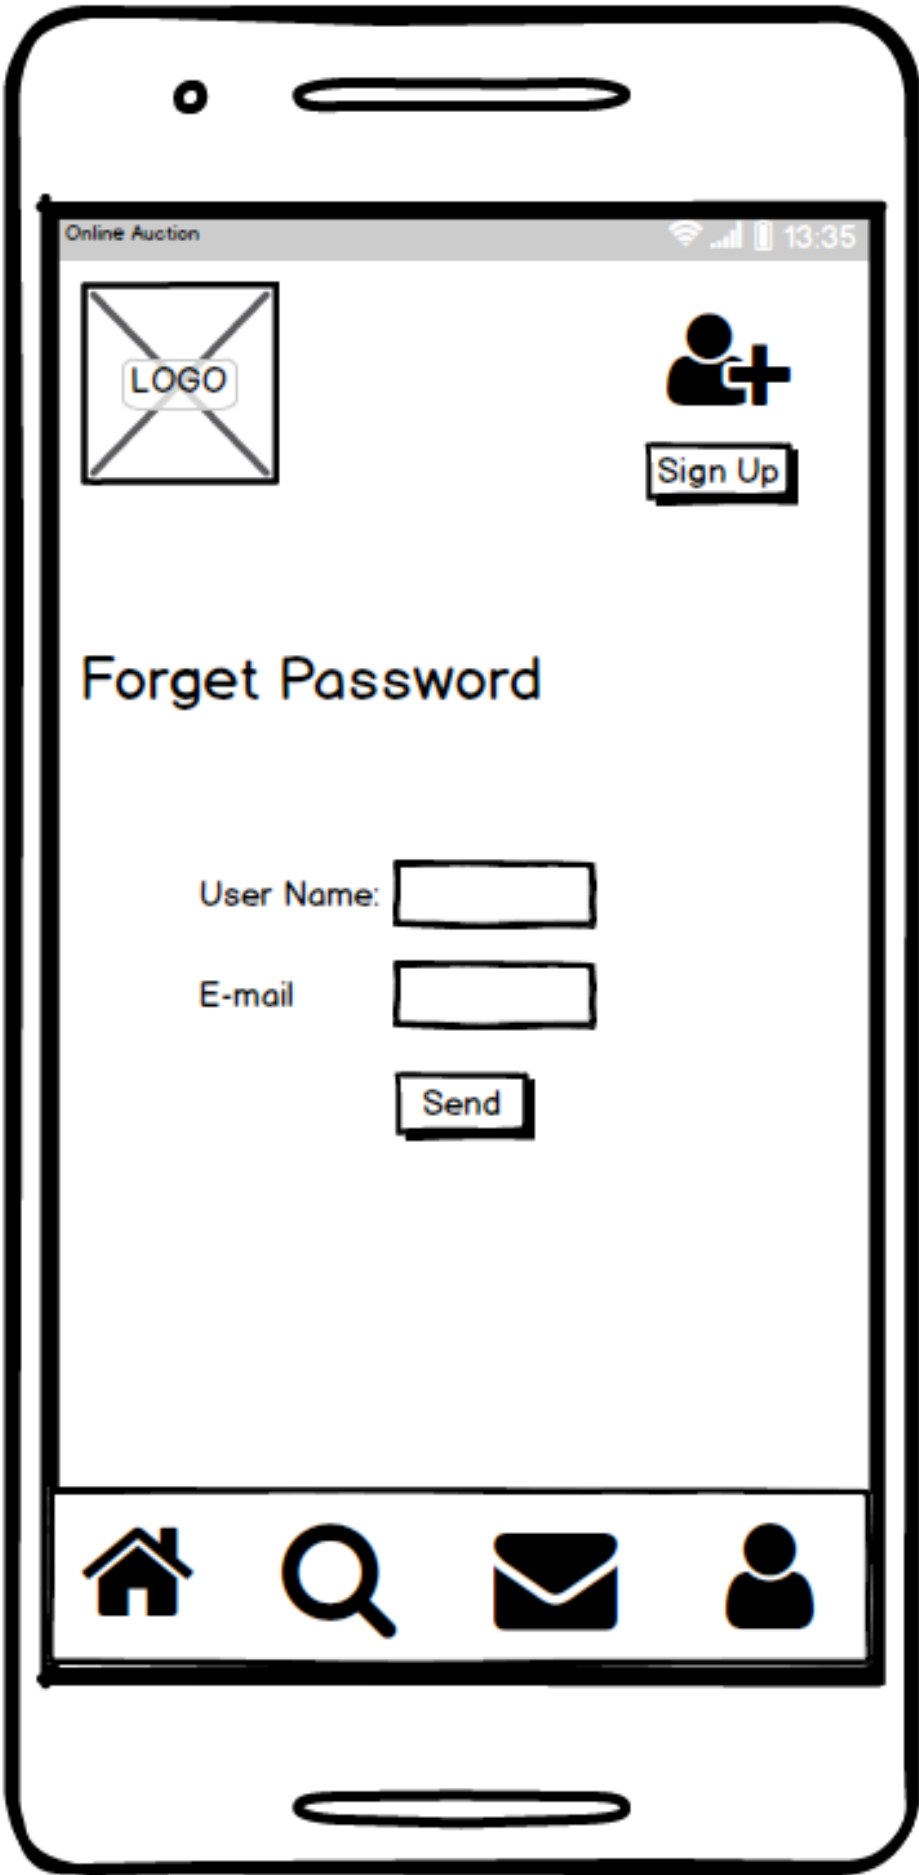 Online Auction 13:35
LOGO
Sign Up
Forget Password
User Name:
E-mail
Send